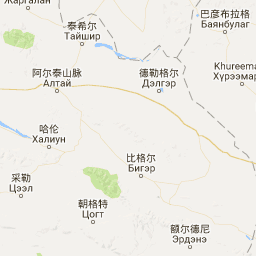 Жаргалан
泰希尔
Тайшир
巴彦布拉格
Баянбулаг
阿尔泰山脉
Алтай
德勒格尔
Дэлгэр
Khureema
Хүрээмар
哈伦
Халиун
比格尔
Бигэр
采勒
Цээл
朝格特
Цогт
额尔德尼
Эрдэнэ